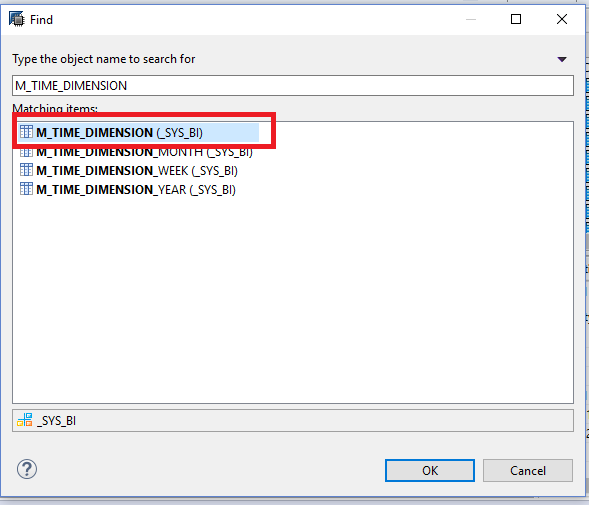 Find
Type the object name to search for
M_TIME_DIMENSION
Matching items:
M_TIME_DIMENSION (_SYS_BI)
M_TIME_DIMENSION_MONTH (_SYS_BI)
M_TIME_DIMENSION_WEEK (_SYS_BI)
M_TIME_DIMENSION_YEAR (_SYS_BI)
_SYS_BI
?
OK Cancel